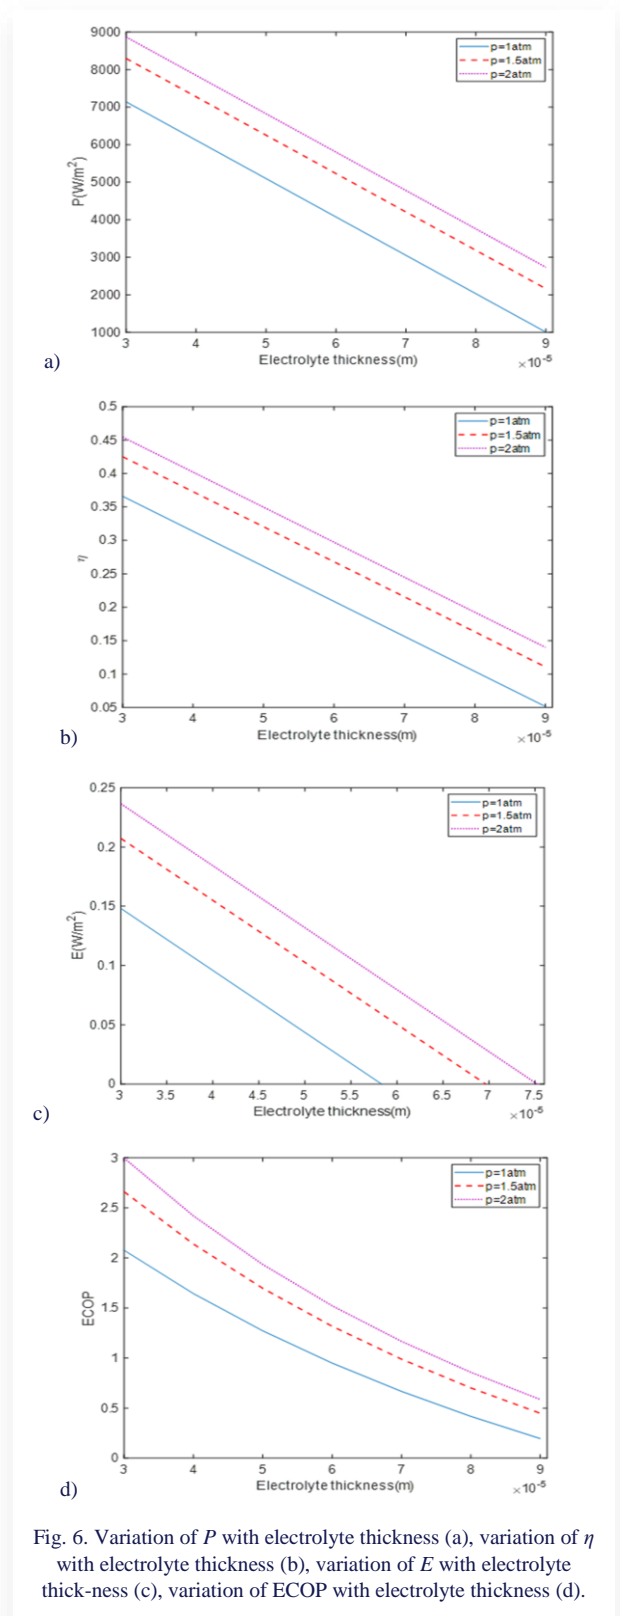 9000
8000
7000
6000
5000
4000
3000
2000
1000
P(W/m²)
p=1atm
p=1.5atm
p=2atm
3 4 5 6 7 8 9
Electrolyte thickness(m)
×10⁻⁵
a)
0.5
0.45
0.4
0.35
0.3
0.25
0.2
0.15
0.1
0.05
η
p=1atm
p=1.5atm
p=2atm
3 4 5 6 7 8 9
Electrolyte thickness(m)
×10⁻⁵
b)
0.25
0.2
0.15
0.1
0.05
0
E(W/m²)
p=1atm
p=1.5atm
p=2atm
3 3.5 4 4.5 5 5.5 6 6.5 7 7.5
Electrolyte thickness(m)
×10⁻⁵
c)
3
2.5
2
1.5
1
0.5
0
ECOP
p=1atm
p=1.5atm
p=2atm
3 4 5 6 7 8 9
Electrolyte thickness(m)
×10⁻⁵
d)
Fig. 6. Variation of P with electrolyte thickness (a), variation of η
with electrolyte thickness (b), variation of E with electrolyte
thick-ness (c), variation of ECOP with electrolyte thickness (d).